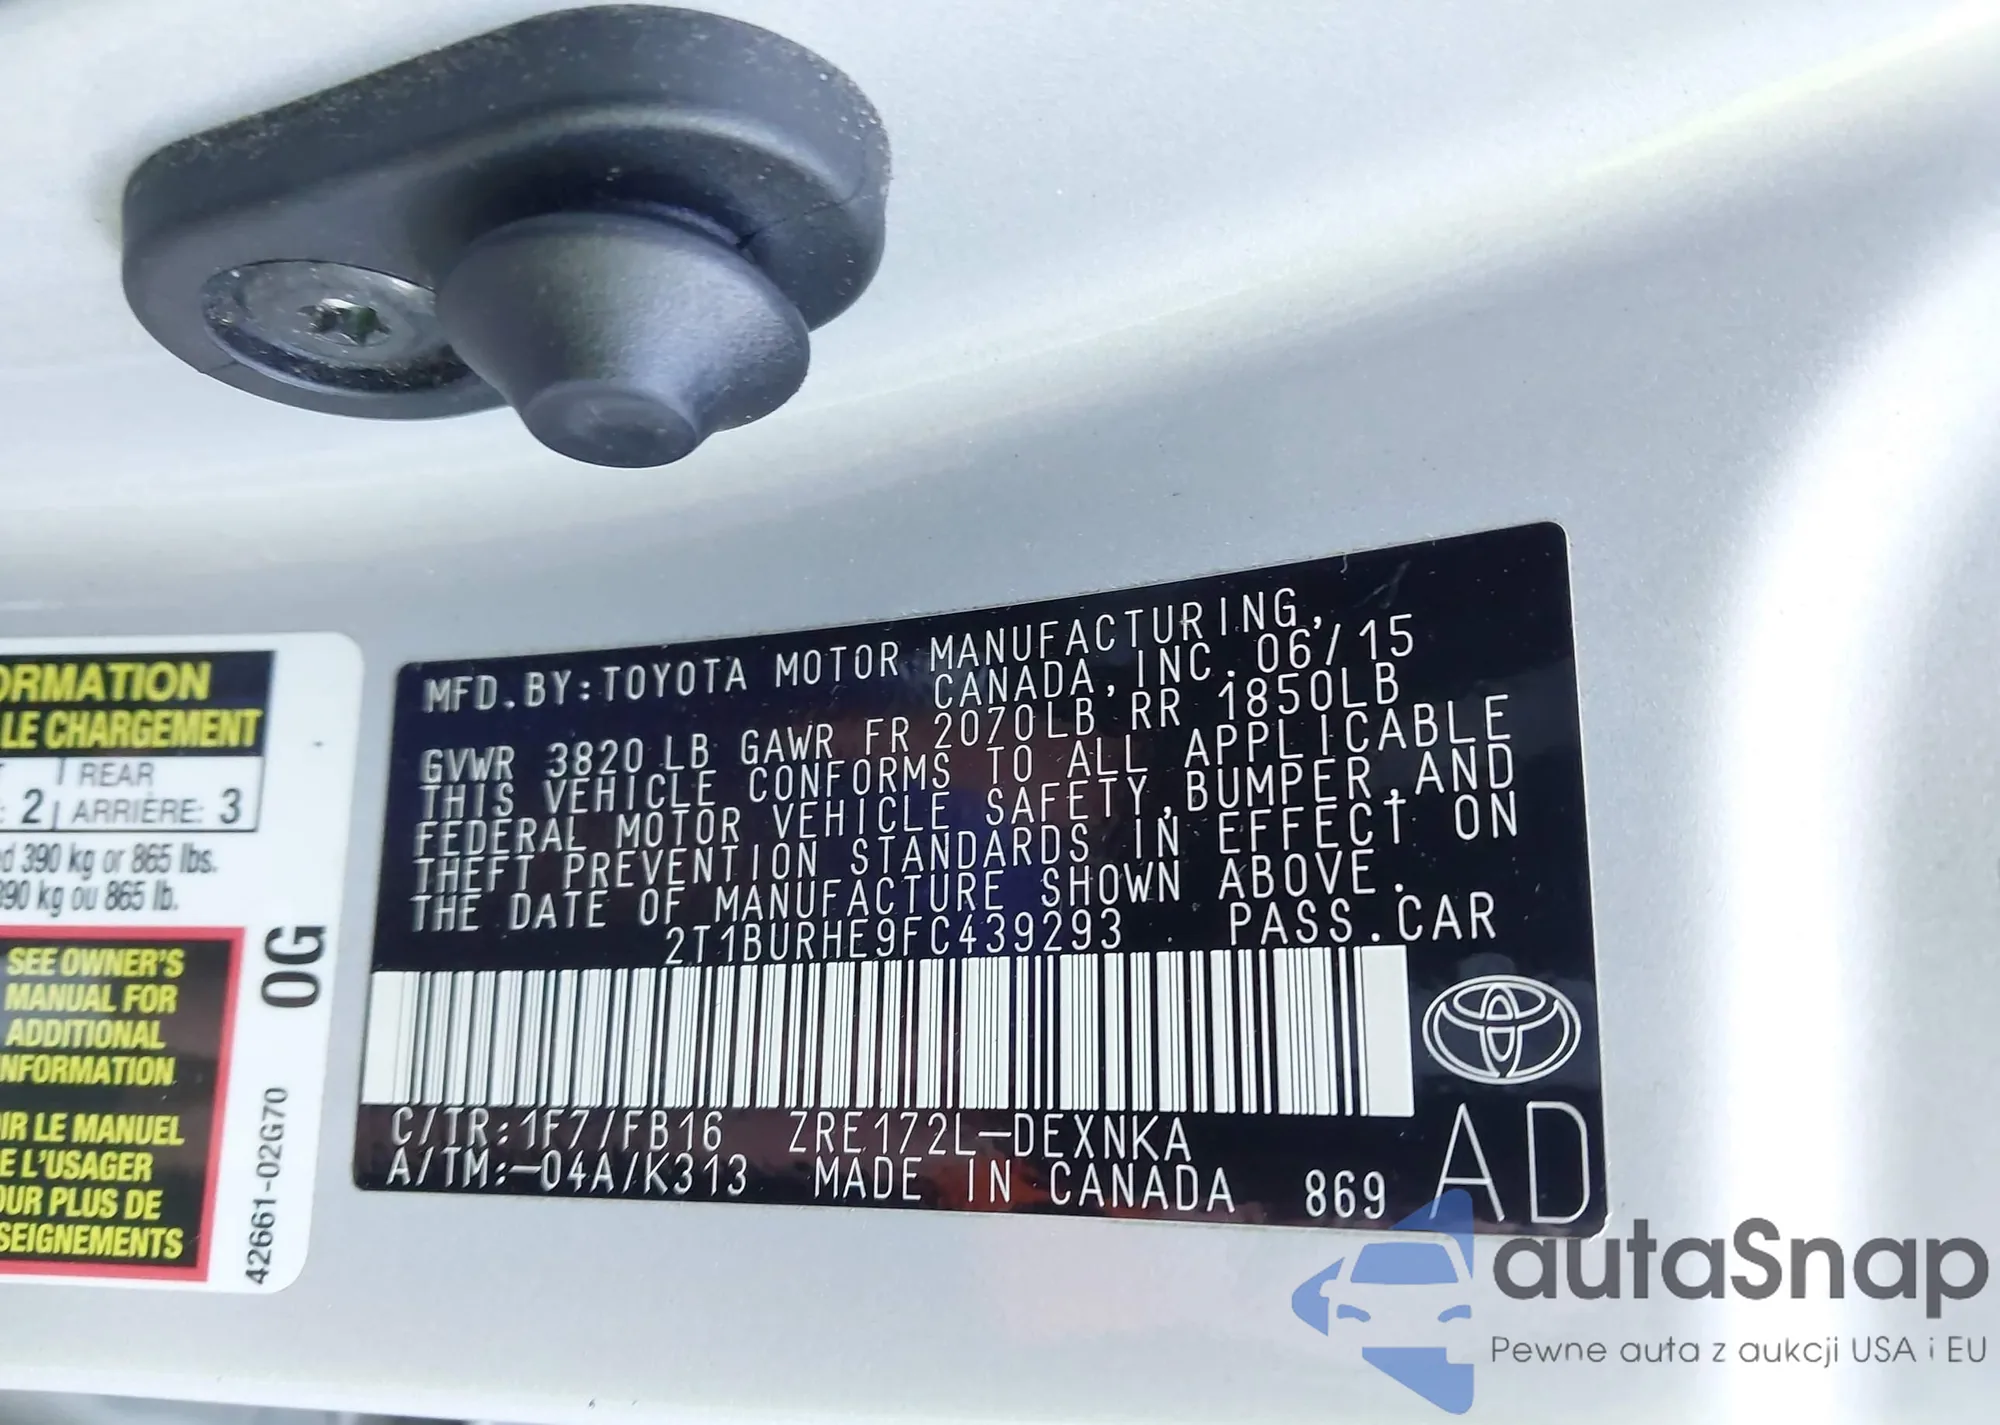 ORMATION
LE CHARGEMENT
REAR
: 2 ARRIÈRE: 3
d 390 kg or 865 lbs.
390 kg ou 865 lb.
SEE OWNER'S
MANUAL FOR
ADDITIONAL
NFORMATION
IR LE MANUEL
E L'USAGER
OUR PLUS DE
SEIGNEMENTS
0G
42661-02G70
MFD.BY:TOYOTA MOTOR MANUFACTURING,
CANADA,INC. 06/15
GVWR 3820LB GAWR FR 2070LB RR 1850LB
THIS VEHICLE CONFORMS TO ALL APPLICABLE
FEDERAL MOTOR VEHICLE SAFETY,BUMPER,AND
THEFT PREVENTION STANDARDS IN EFFECT ON
THE DATE OF MANUFACTURE SHOWN ABOVE.
2T1BURHE9FC439293 PASS.CAR
C/TR:1F7/FB16 ZRE172L-DEXNKA
A/TM:-04A/K313 MADE IN CANADA 869
AD
autaSnap
Pewne auta z aukcji USA i EU